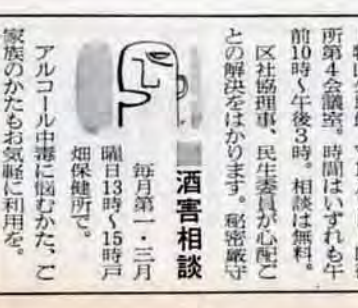 所第４会議室。時間はいずれも午
前10時～午後３時。相談は無料。
区社協理事、民生委員が心配ご
との解決をはかります。秘密厳守
酒害相談
毎月第一・三月
曜日13時～15時戸
畑保健所で。
アルコール中毒に悩むかた、ご
家族のかたもお気軽に利用を。